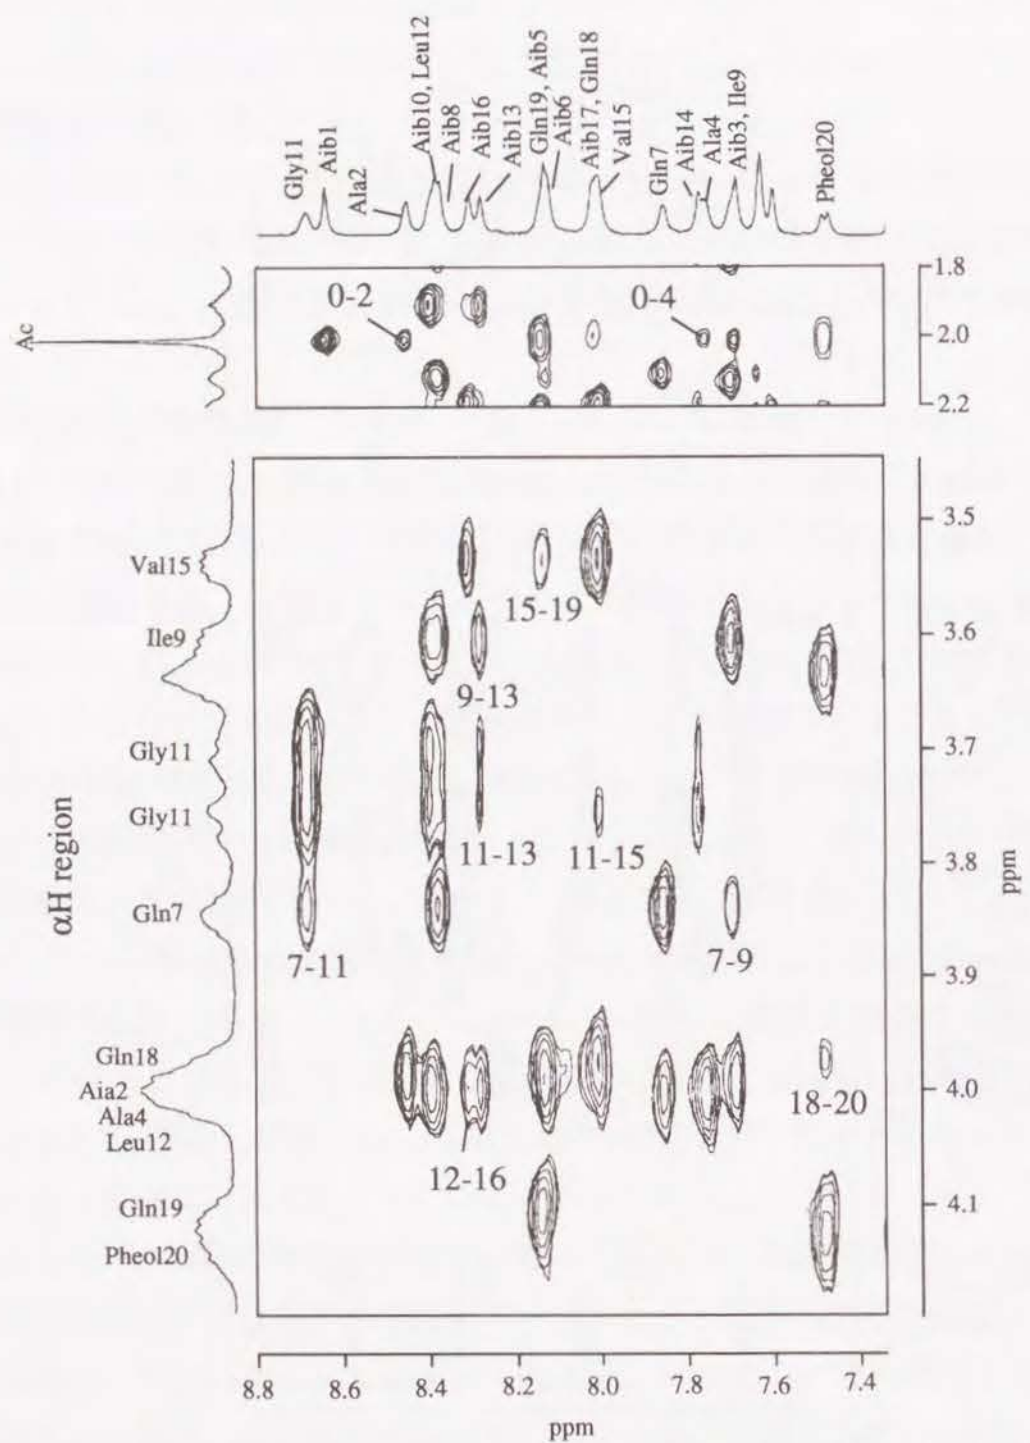 Gly11
Aib1
Ala2
Aib10, Leu12
Aib8
Aib16
Aib13
Gln19, Aib5
Aib6
Aib17, Gln18
Val15
Gln7
Aib14
Ala4
Aib3, Ile9
Pheol20
Ac
0-2
0-4
1.8
2.0
2.2
αH region
Val15
Ile9
Gly11
Gly11
Gln7
Gln18
Aia2
Ala4
Leu12
Gln19
Pheol20
15-19
9-13
11-13
11-15
7-11
7-9
18-20
12-16
3.5
3.6
3.7
3.8
3.9
4.0
4.1
ppm
8.8
8.6
8.4
8.2
8.0
7.8
7.6
7.4
ppm